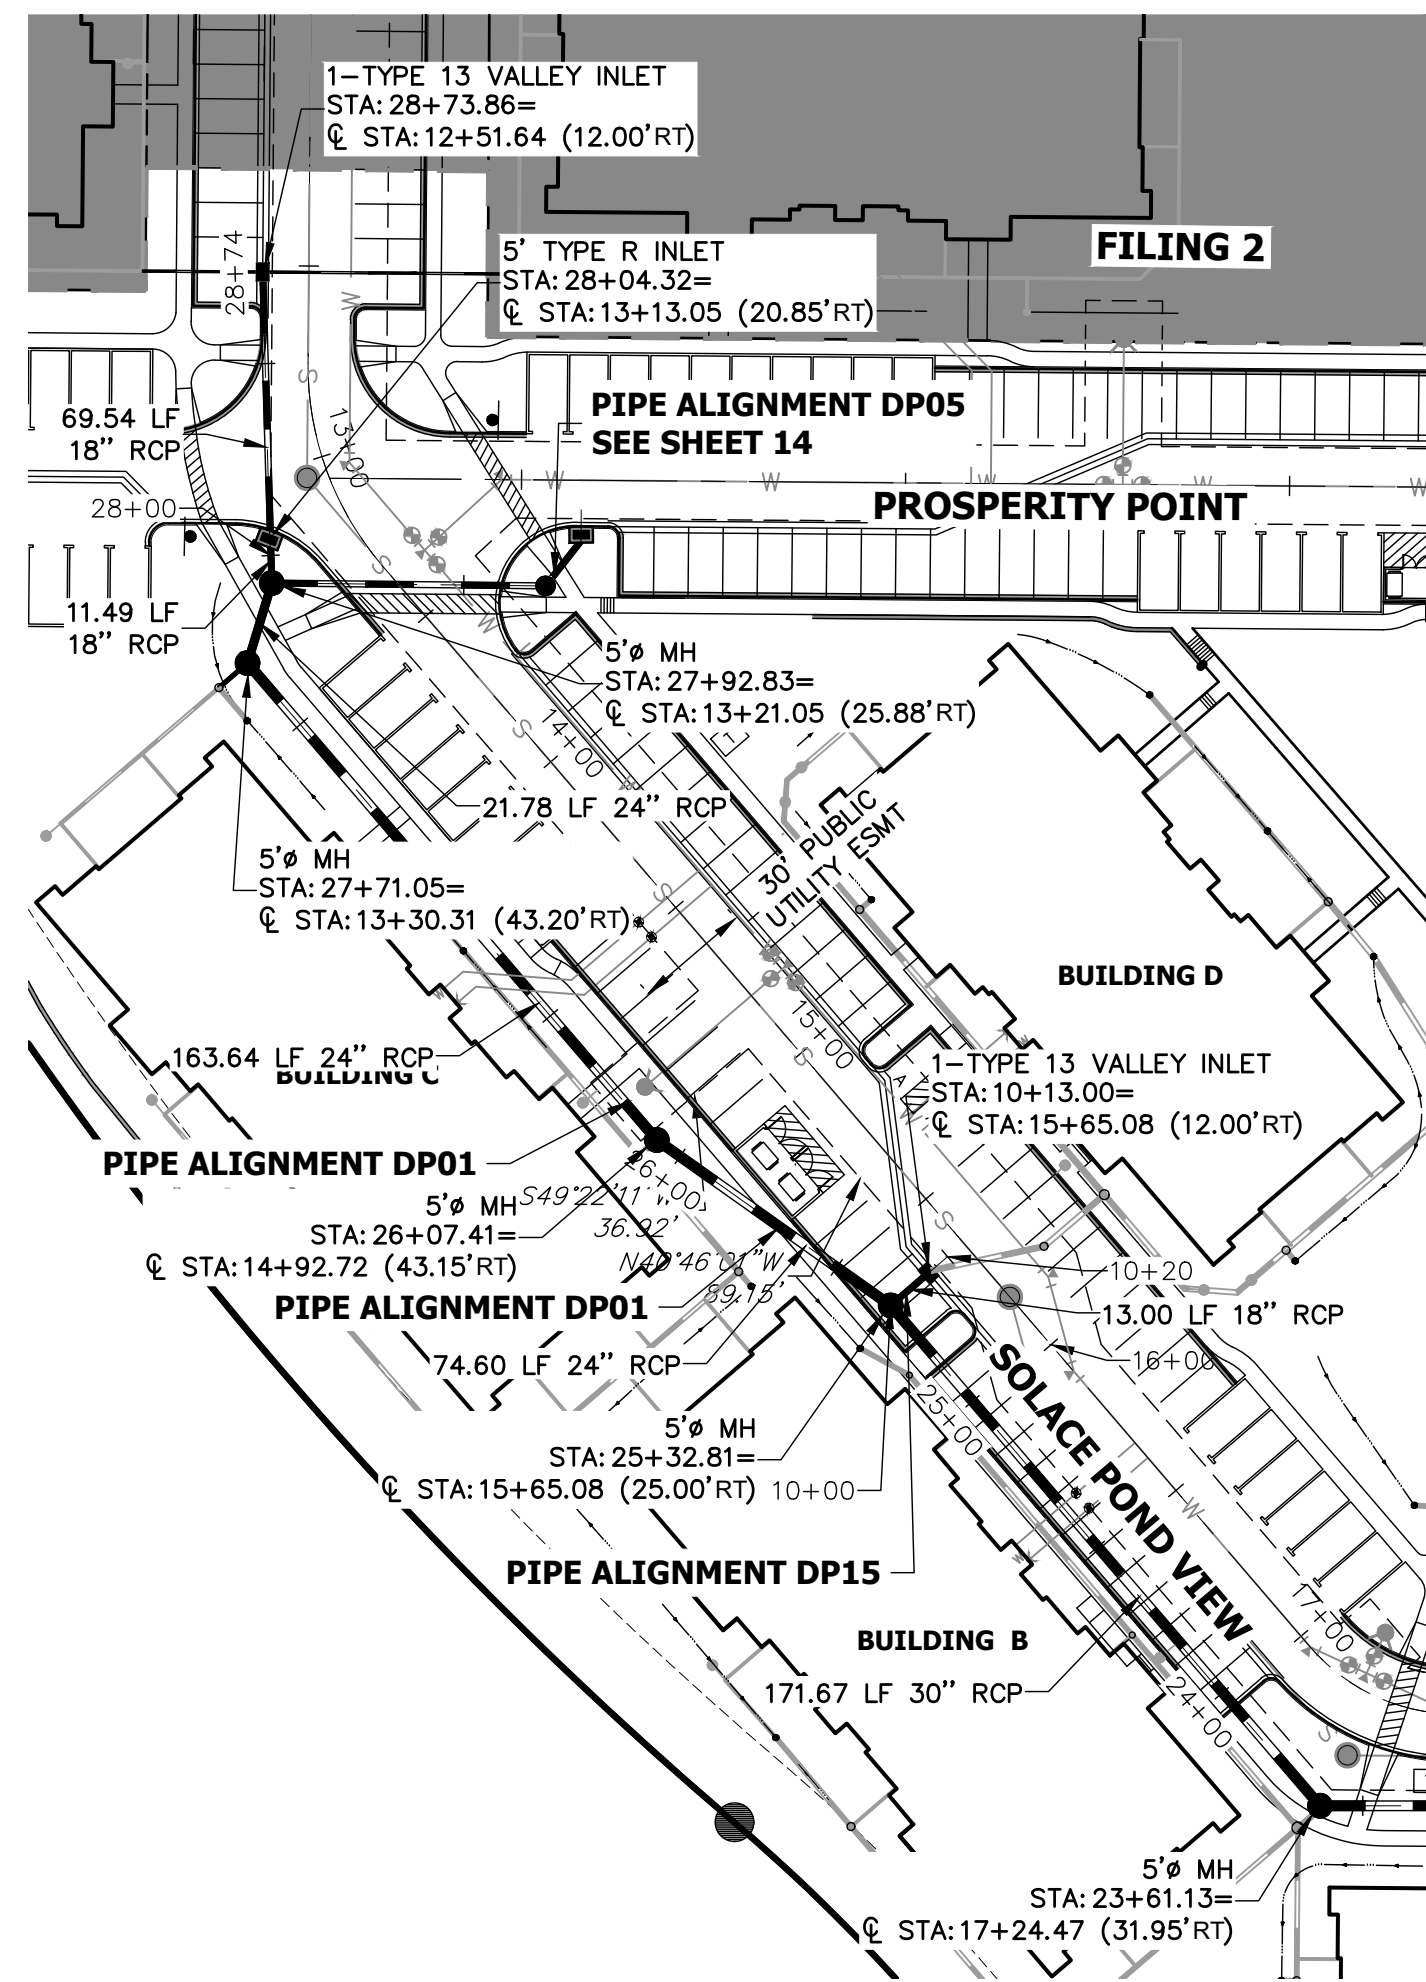 1-TYPE 13 VALLEY INLET
STA: 28+73.86=
℄ STA: 12+51.64 (12.00'RT)
28+74
5' TYPE R INLET
STA: 28+04.32=
℄ STA: 13+13.05 (20.85'RT)
FILING 2
W
S
13+00
69.54 LF
18" RCP
PIPE ALIGNMENT DP05
SEE SHEET 14
W
W
W
W
W
28+00
PROSPERITY POINT
S
11.49 LF
18" RCP
W
5'ø MH
STA: 27+92.83=
℄ STA: 13+21.05 (25.88'RT)
S
14+00
21.78 LF 24" RCP
30' PUBLIC
UTILITY ESMT
5'ø MH
STA: 27+71.05=
℄ STA: 13+30.31 (43.20'RT)
S
BUILDING D
W
15+00
S
163.64 LF 24" RCP
BUILDING C
1-TYPE 13 VALLEY INLET
STA: 10+13.00=
℄ STA: 15+65.08 (12.00'RT)
A
W
PIPE ALIGNMENT DP01
26+00
S49°22'11"W
36.92'
5'ø MH
STA: 26+07.41=
℄ STA: 14+92.72 (43.15'RT)
S
N40°46'01"W
89.15'
10+20
PIPE ALIGNMENT DP01
13.00 LF 18" RCP
74.60 LF 24" RCP
16+00
25+00
SOLACE POND VIEW
5'ø MH
STA: 25+32.81=
℄ STA: 15+65.08 (25.00'RT)
10+00
W
W
PIPE ALIGNMENT DP15
17+00
BUILDING B
171.67 LF 30" RCP
24+00
S
5'ø MH
STA: 23+61.13=
℄ STA: 17+24.47 (31.95'RT)